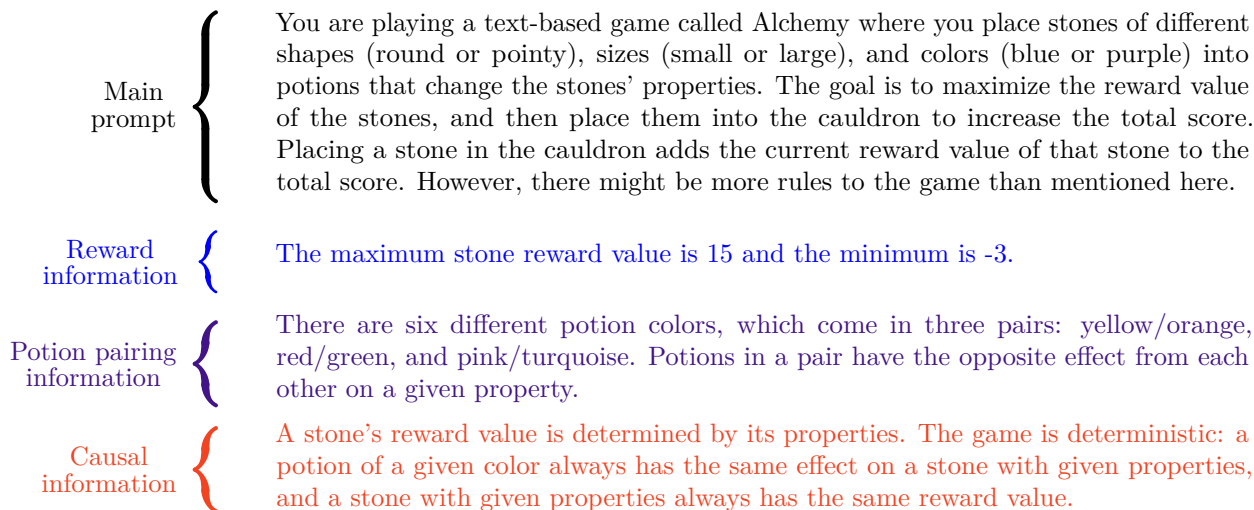 Main
prompt
You are playing a text-based game called Alchemy where you place stones of different
shapes (round or pointy), sizes (small or large), and colors (blue or purple) into
potions that change the stones' properties. The goal is to maximize the reward value
of the stones, and then place them into the cauldron to increase the total score.
Placing a stone in the cauldron adds the current reward value of that stone to the
total score. However, there might be more rules to the game than mentioned here.
Reward
information
The maximum stone reward value is 15 and the minimum is -3.
Potion pairing
information
There are six different potion colors, which come in three pairs: yellow/orange,
red/green, and pink/turquoise. Potions in a pair have the opposite effect from each
other on a given property.
Causal
information
A stone's reward value is determined by its properties. The game is deterministic: a
potion of a given color always has the same effect on a stone with given properties,
and a stone with given properties always has the same reward value.